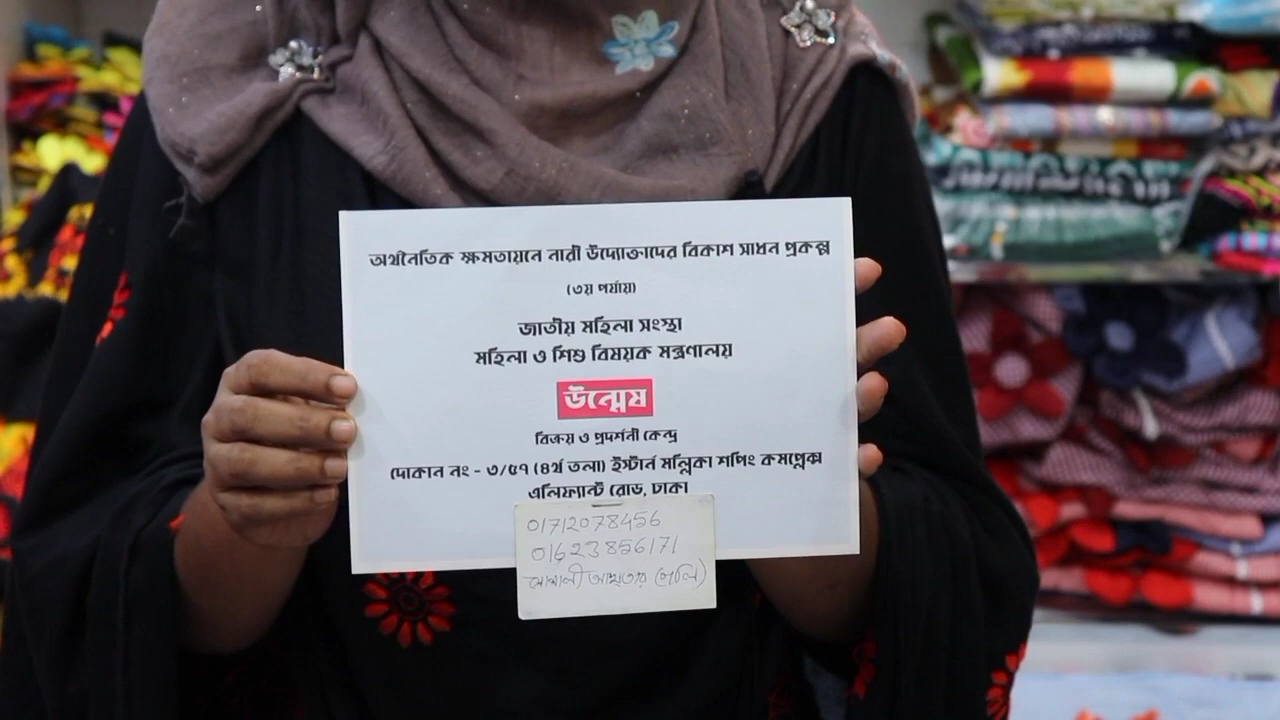 অর্থনৈতিক ক্ষমতায়নে নারী উদ্যোক্তাদের বিকাশ সাধন প্রকল্প
(৩য় পর্যায়)
জাতীয় মহিলা সংস্থা
মহিলা ও শিশু বিষয়ক মন্ত্রণালয়
উন্মেষ
বিক্রয় ও প্রদর্শনী কেন্দ্র
দোকান নং - ৩/৫৭ (৪র্থ তলা) ইস্টার্ন মল্লিকা শপিং কমপ্লেক্স
এলিফ্যান্ট রোড, ঢাকা
01712078456
01623856171
আখতার